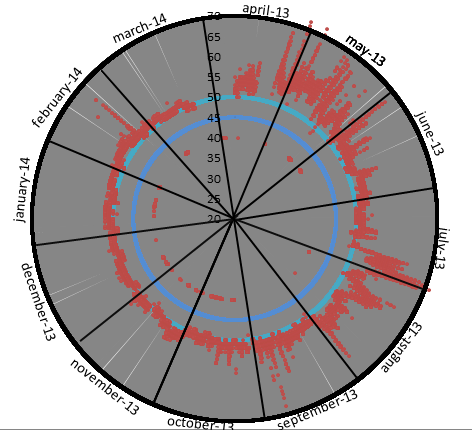 april-13
may-13
june-13
july-13
august-13
september-13
october-13
november-13
december-13
january-14
february-14
march-14
70
65
60
55
50
45
40
35
30
25
20